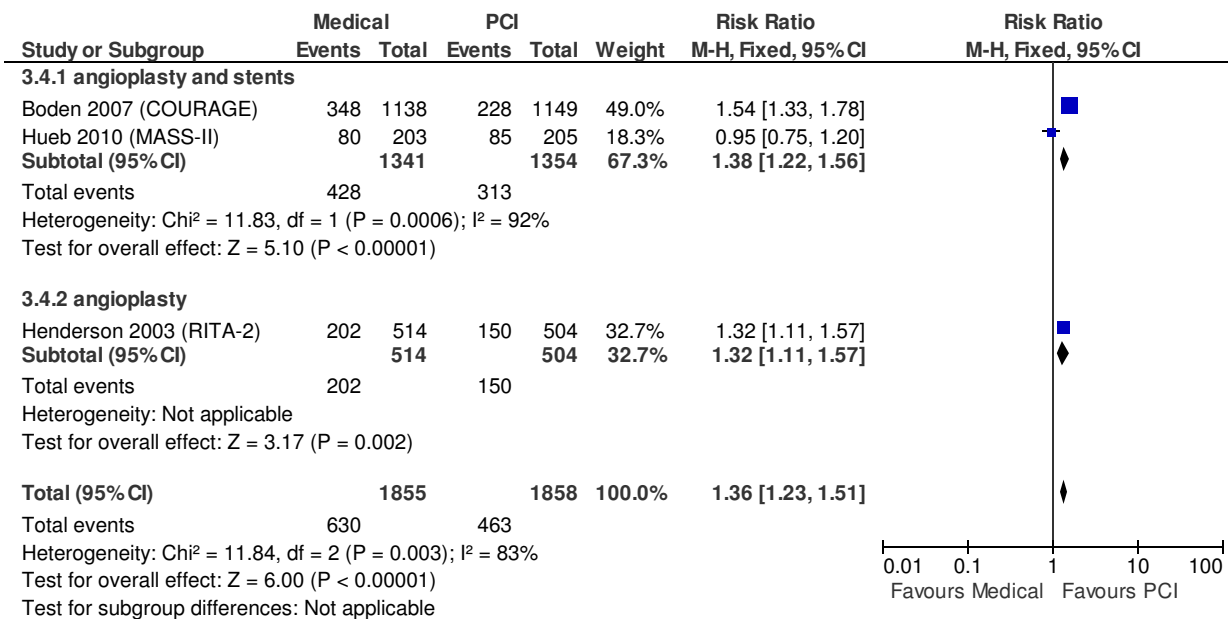 Medical PCI Risk Ratio Risk Ratio
Study or Subgroup Events Total Events Total Weight M-H, Fixed, 95% CI M-H, Fixed, 95% CI
3.4.1 angioplasty and stents
Boden 2007 (COURAGE) 348 1138 228 1149 49.0% 1.54 [1.33, 1.78]
Hueb 2010 (MASS-II) 80 203 85 205 18.3% 0.95 [0.75, 1.20]
Subtotal (95% CI) 1341 1354 67.3% 1.38 [1.22, 1.56]
Total events 428 313
Heterogeneity: Chi² = 11.83, df = 1 (P = 0.0006); I² = 92%
Test for overall effect: Z = 5.10 (P < 0.00001)
3.4.2 angioplasty
Henderson 2003 (RITA-2) 202 514 150 504 32.7% 1.32 [1.11, 1.57]
Subtotal (95% CI) 514 504 32.7% 1.32 [1.11, 1.57]
Total events 202 150
Heterogeneity: Not applicable
Test for overall effect: Z = 3.17 (P = 0.002)
Total (95% CI) 1855 1858 100.0% 1.36 [1.23, 1.51]
Total events 630 463
Heterogeneity: Chi² = 11.84, df = 2 (P = 0.003); I² = 83%
Test for overall effect: Z = 6.00 (P < 0.00001)
Test for subgroup differences: Not applicable
0.01 0.1 1 10 100
Favours Medical Favours PCI